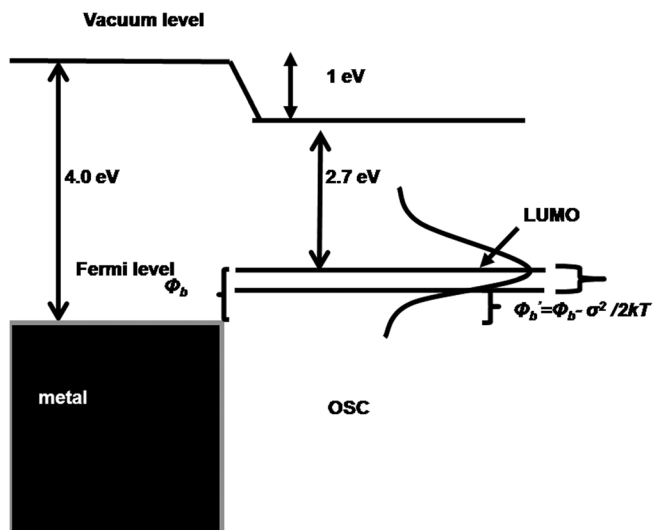 Vacuum level
1 eV
4.0 eV
2.7 eV
LUMO
Fermi level
Φb
Φb'=Φb- σ² /2kT
metal
OSC